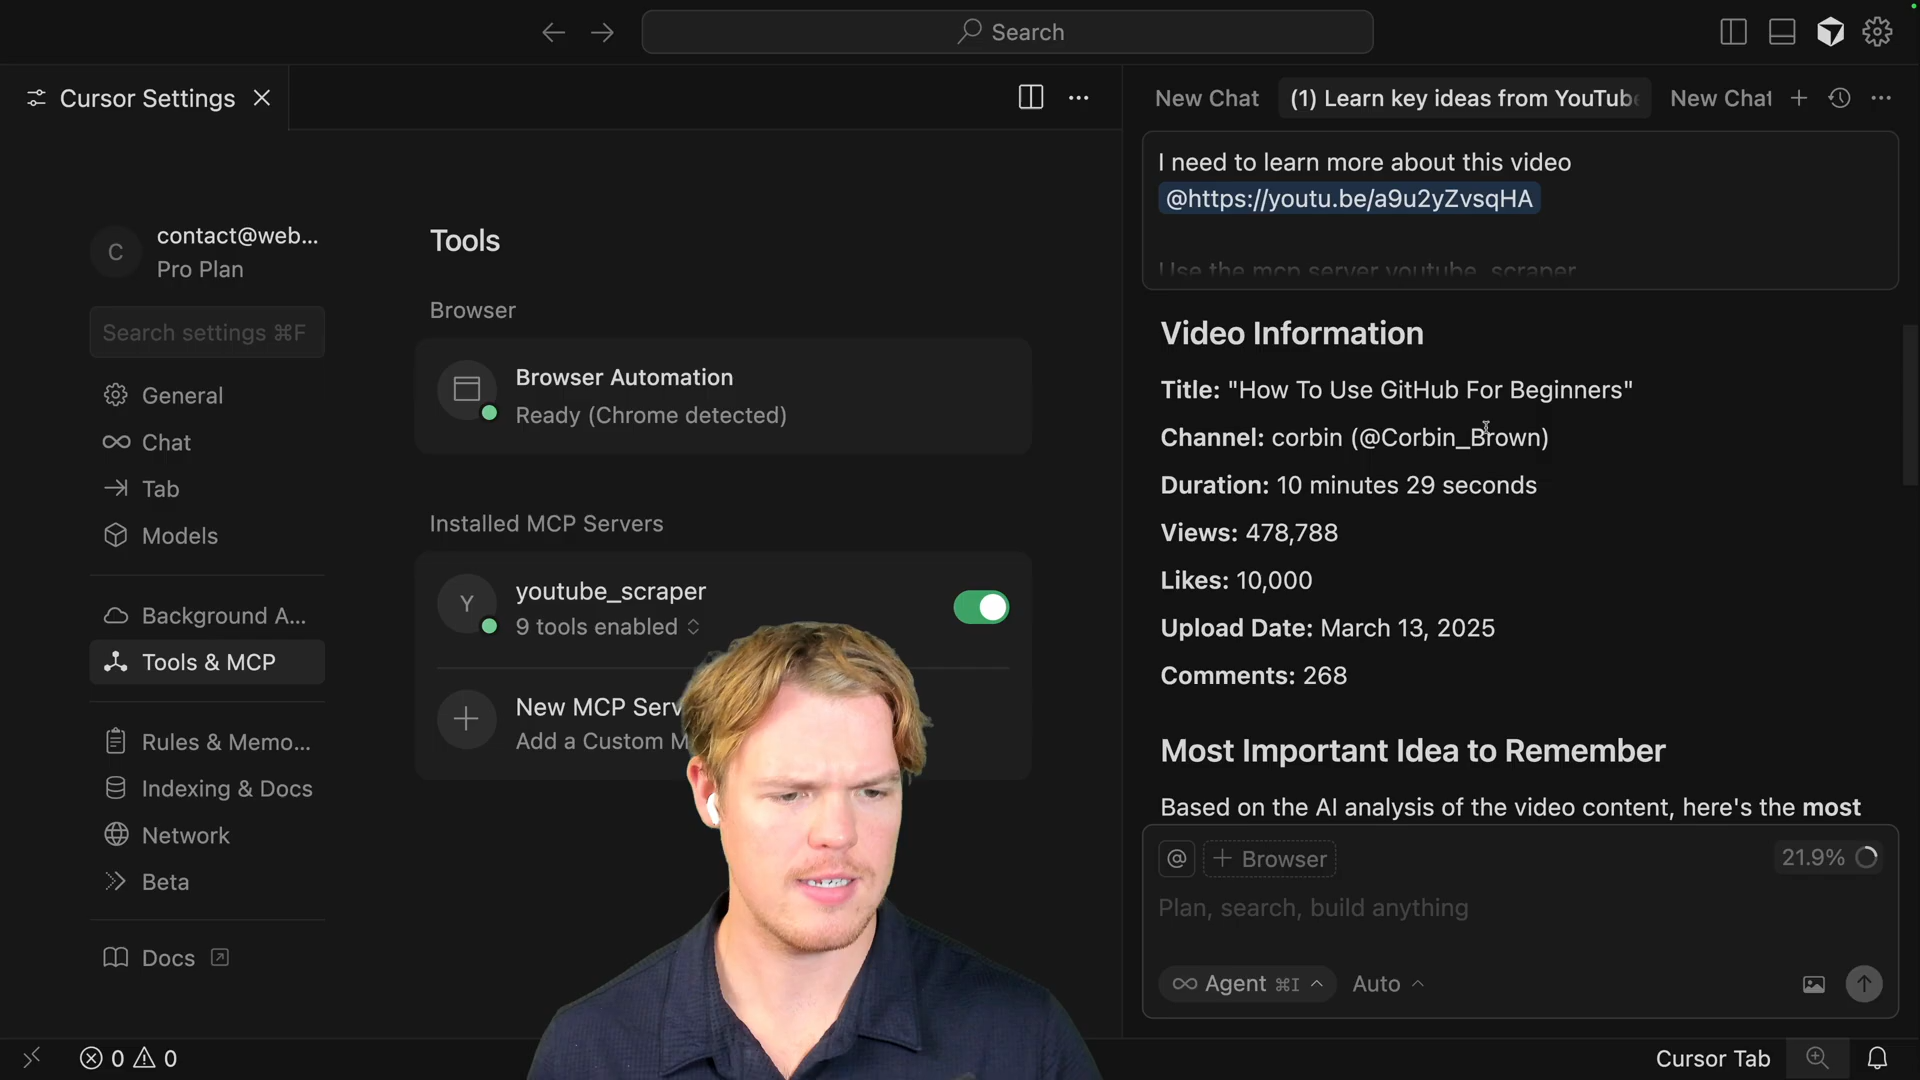 Search
Cursor Settings
New Chat
(1) Learn key ideas from YouTube
New Chat
contact@web...
C
Pro Plan
Search settings ⌘F
General
Chat
Tab
Models
Background A...
Tools & MCP
Rules & Memo...
Indexing & Docs
Network
Beta
Docs
Tools
Browser
Browser Automation
Ready (Chrome detected)
Installed MCP Servers
Y
youtube_scraper
9 tools enabled
New MCP Serv
Add a Custom M
I need to learn more about this video
@https://youtu.be/a9u2yZvsqHA
Use the mcp server youtube_scraper
Video Information
Title: "How To Use GitHub For Beginners"
Channel: corbin (@Corbin_Brown)
Duration: 10 minutes 29 seconds
Views: 478,788
Likes: 10,000
Upload Date: March 13, 2025
Comments: 268
Most Important Idea to Remember
Based on the AI analysis of the video content, here's the most
@
Browser
21.9%
Plan, search, build anything
Agent ⌘I
Auto
0
0
Cursor Tab